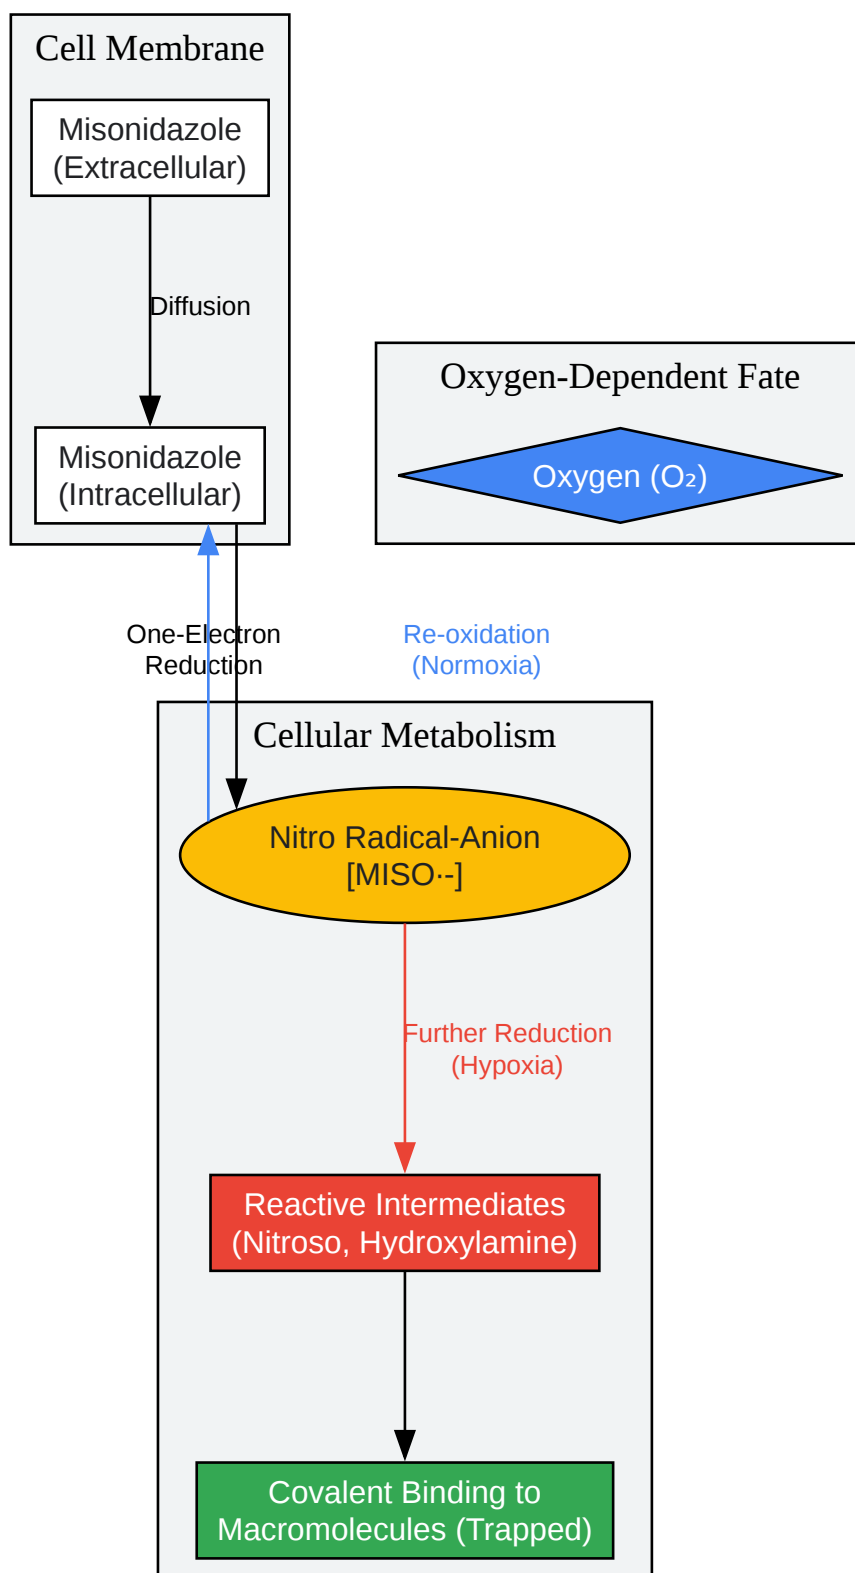 Cell Membrane
Misonidazole
(Extracellular)
Diffusion
Misonidazole
(Intracellular)
Oxygen-Dependent Fate
Oxygen (O₂)
One-Electron
Reduction
Re-oxidation
(Normoxia)
Cellular Metabolism
Nitro Radical-Anion
[MISO·-]
Further Reduction
(Hypoxia)
Reactive Intermediates
(Nitroso, Hydroxylamine)
Covalent Binding to
Macromolecules (Trapped)